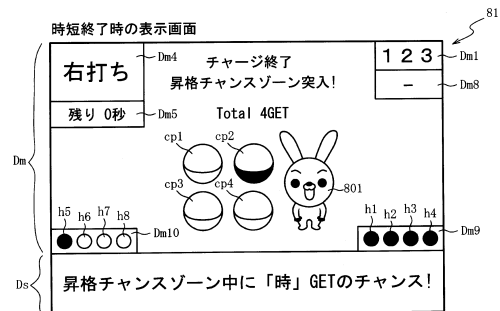 時短終了時の表示画面
81
右打ち
Dm4
チャージ終了
昇格チャンスゾーン突入!
123
Dm1
－
Dm8
残り 0秒
Dm5
Total 4GET
Dm
cp1
cp2
cp3
cp4
801
h5
h6
h7
h8
Dm10
h1
h2
h3
h4
Dm9
Ds
昇格チャンスゾーン中に「時」GETのチャンス!